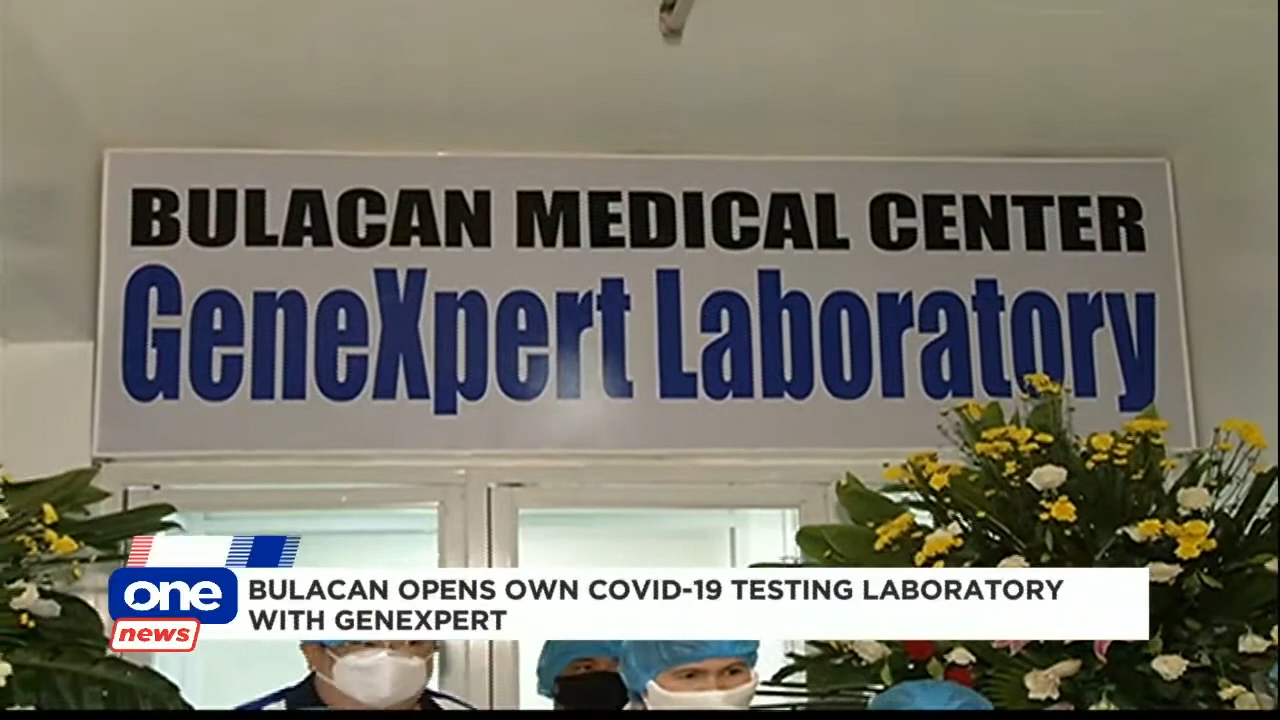 BULACAN MEDICAL CENTER
GeneXpert Laboratory
one
news
BULACAN OPENS OWN COVID-19 TESTING LABORATORY
WITH GENEXPERT